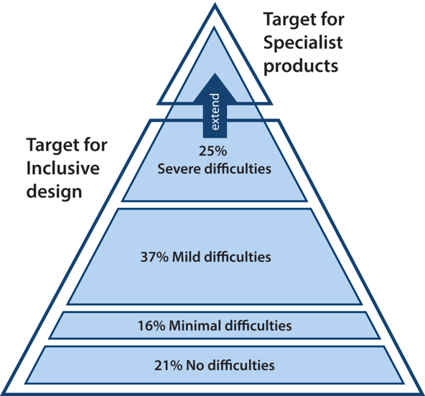 Target for
Specialist
products
extend
Target for
Inclusive
design
25%
Severe difficulties
37% Mild difficulties
16% Minimal difficulties
21% No difficulties